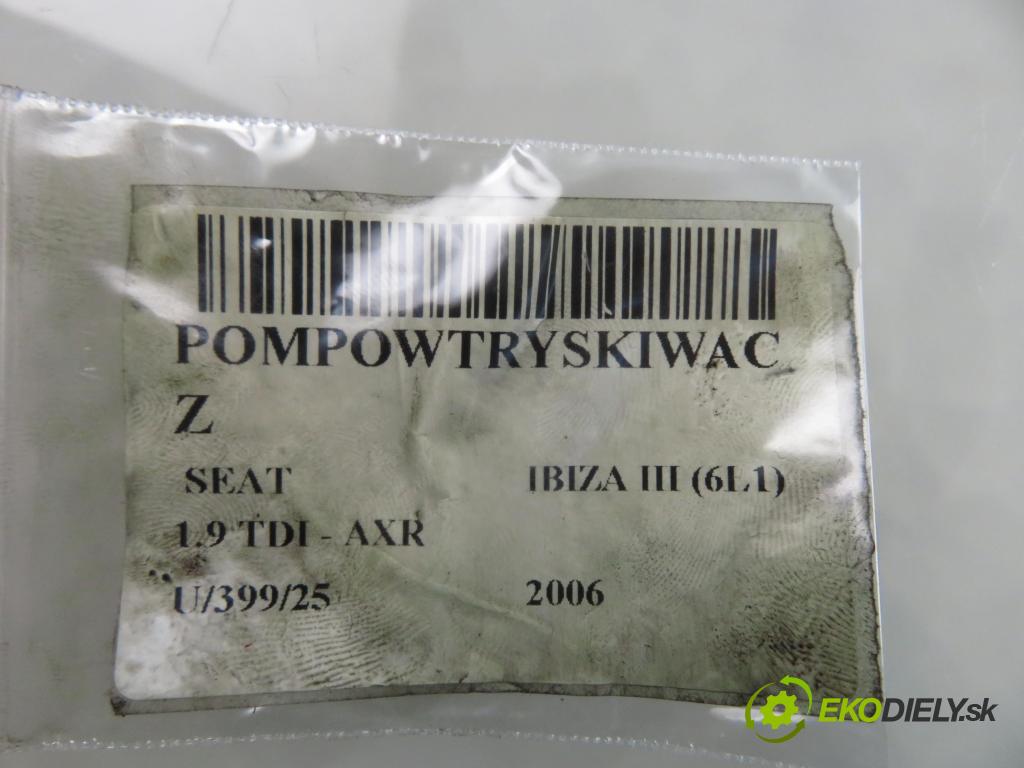 POMPOWTRYSKIWAC
Z
SEAT IBIZA III (6L1)
1.9 TDI - AXR
U/399/25 2006
EKODIELY.sk